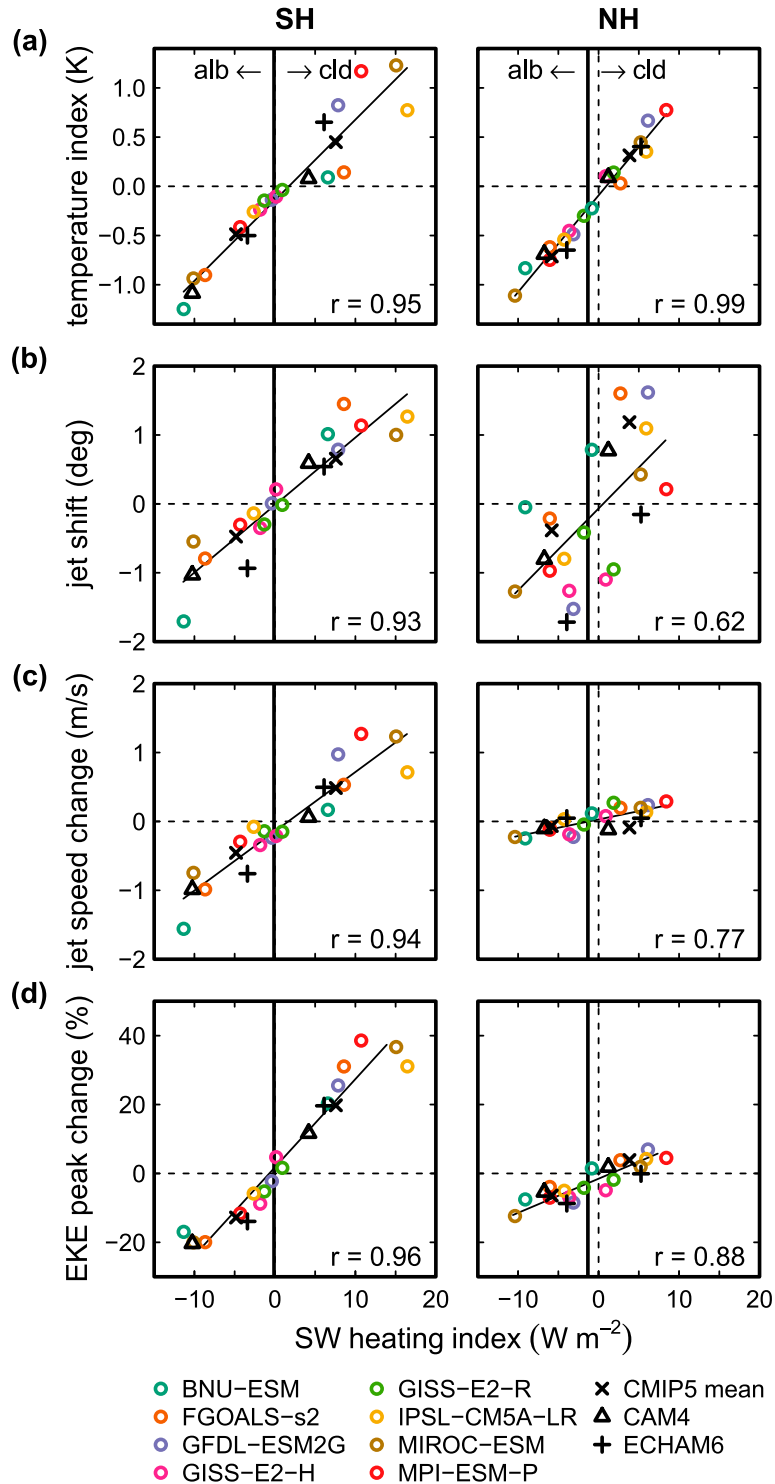 SH NH
(a)
alb ← → cld alb ← → cld
temperature index (K)
1.0
0.5
0.0
−0.5
−1.0
r = 0.95 r = 0.99
(b)
jet shift (deg)
2
1
0
−1
−2
r = 0.93 r = 0.62
(c)
jet speed change (m/s)
2
1
0
−1
−2
r = 0.94 r = 0.77
(d)
EKE peak change (%)
40
20
0
−20
r = 0.96 r = 0.88
−10 0 10 20 −10 0 10 20
SW heating index (W m⁻²)
BNU−ESM GISS−E2−R CMIP5 mean
FGOALS−s2 IPSL−CM5A−LR CAM4
GFDL−ESM2G MIROC−ESM ECHAM6
GISS−E2−H MPI−ESM−P